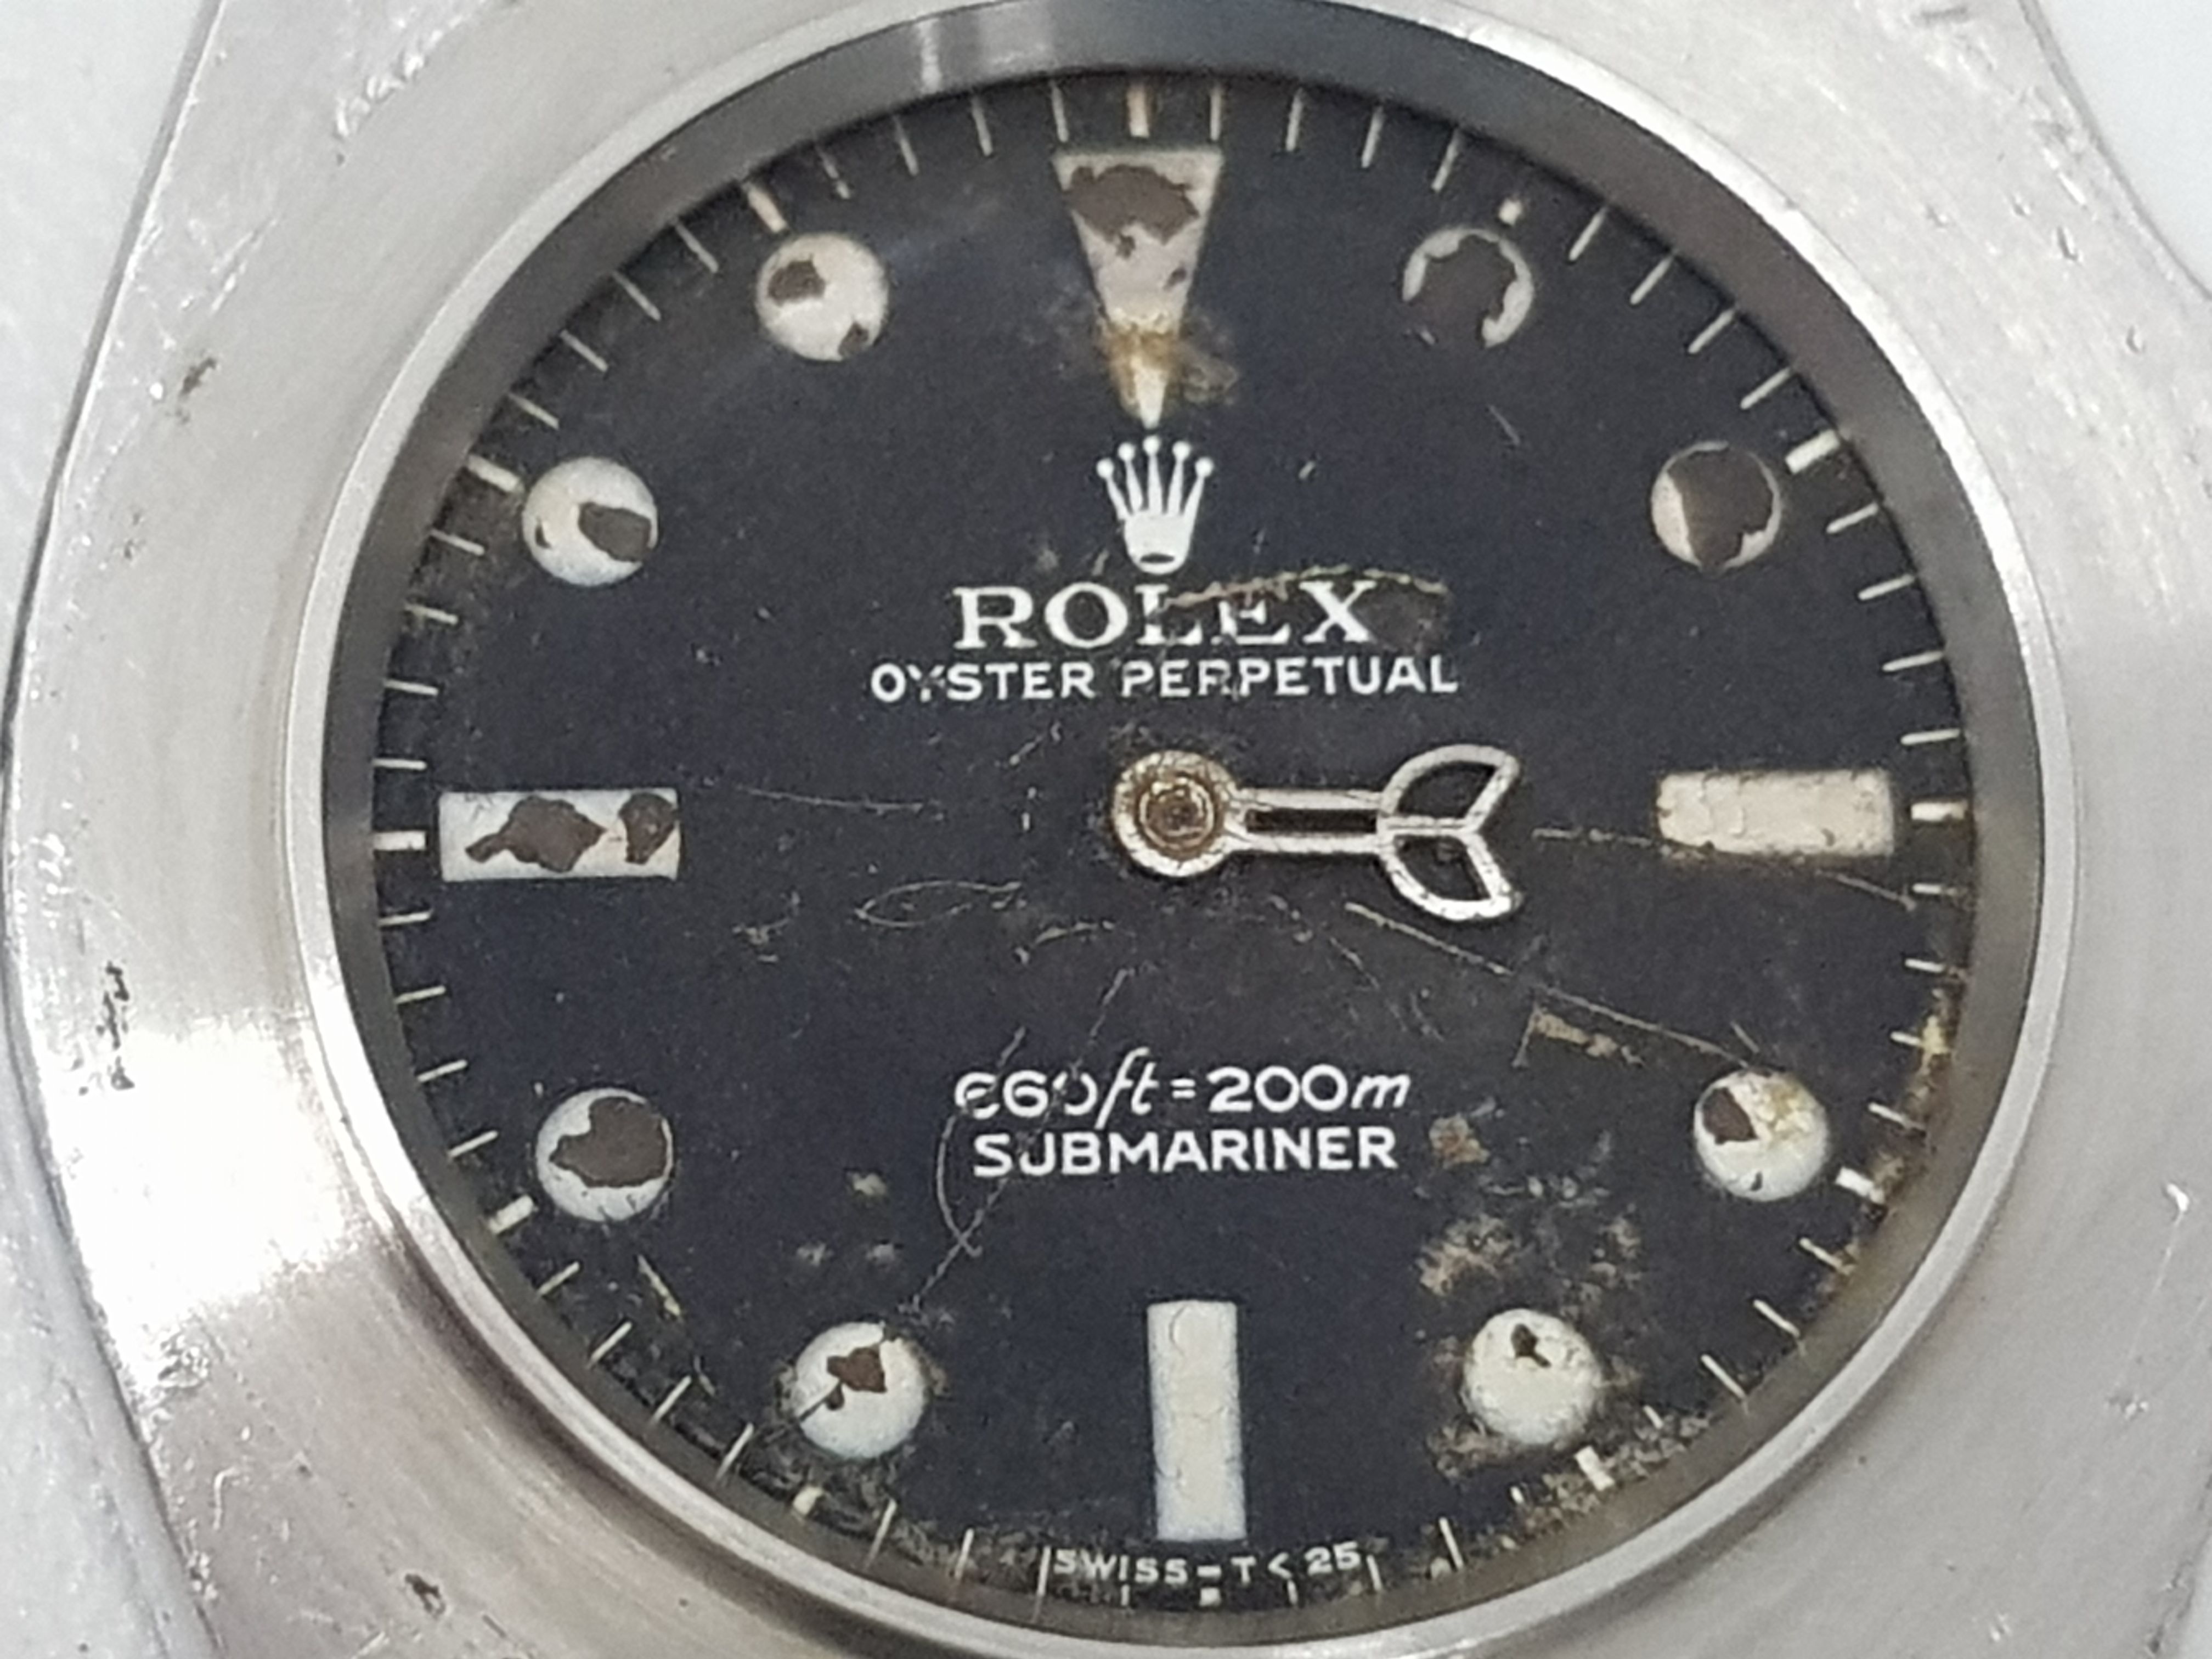 ROLEX
OYSTER PERPETUAL
660ft = 200m
SUBMARINER
SWISS - T < 25